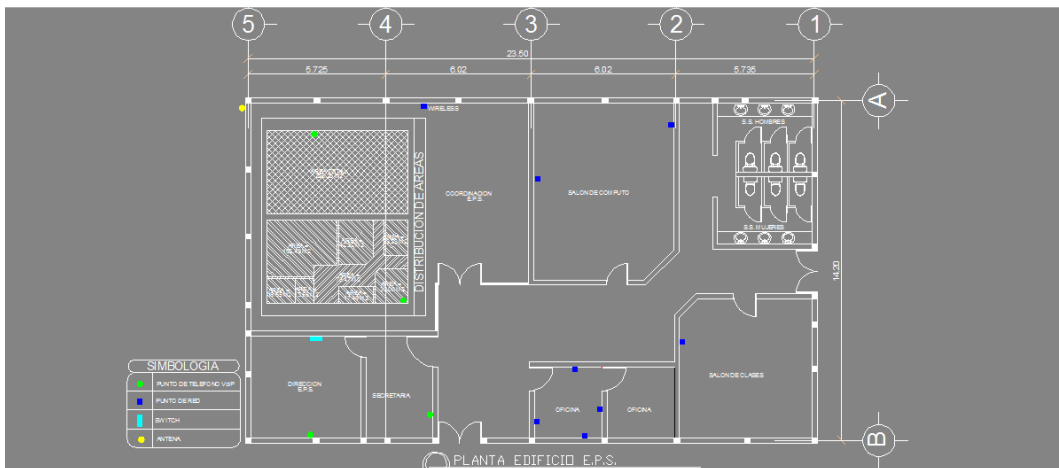 5
4
3
2
1
23.50
5.725
6.02
6.02
5.735
A
WIRELESS
S.S. HOMBRES
DISTRIBUCION DE AREAS
COORDINACION
E.P.S.
SALON DE COMPUTO
S.S. MUJERES
14.20
SIMBOLOGIA
PUNTO DE TELEFONO VoIP
PUNTO DE RED
SWITCH
ANTENA
DIRECCION
E.P.S.
SECRETARIA
OFICINA
OFICINA
SALON DE CLASES
B
PLANTA EDIFICIO E.P.S.